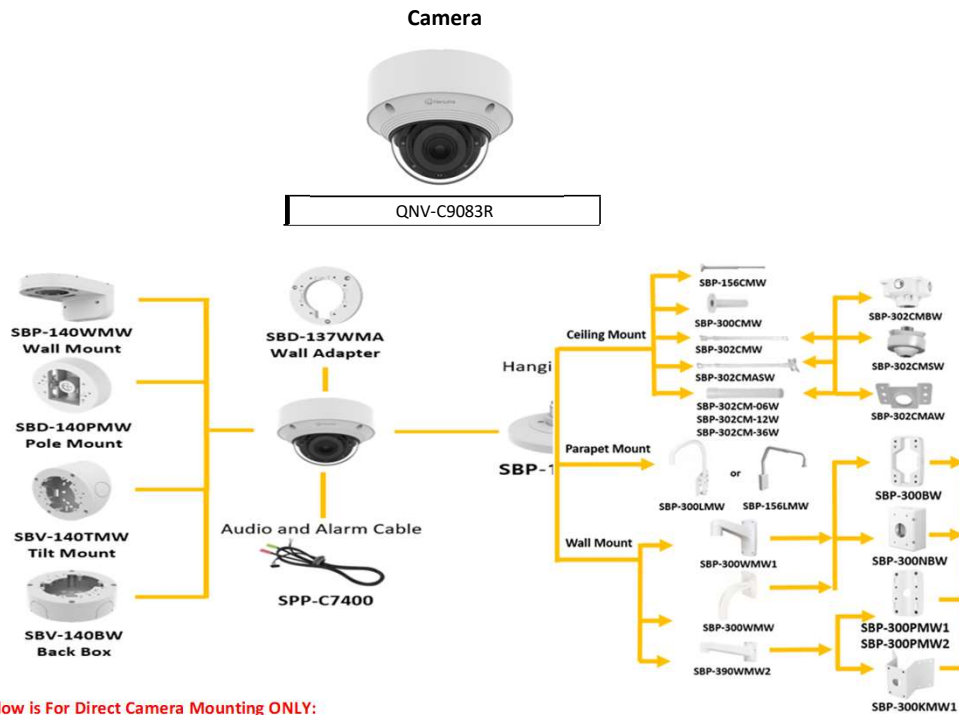 Camera
Hanwha
QNV-C9083R
SBP-140WMW
Wall Mount
SBD-140PMW
Pole Mount
SBV-140TMW
Tilt Mount
SBV-140BW
Back Box
SBD-137WMA
Wall Adapter
Audio and Alarm Cable
SPP-C7400
Hangi
SBP-1
Ceiling Mount
SBP-156CMW
SBP-300CMW
SBP-302CMW
SBP-302CMASW
SBP-302CM-06W
SBP-302CM-12W
SBP-302CM-36W
SBP-302CMBW
SBP-302CMSW
SBP-302CMAW
Parapet Mount
SBP-300LMW
or
SBP-156LMW
Wall Mount
SBP-300WMW1
SBP-300WMW
SBP-390WMW2
SBP-300BW
SBP-300NBW
SBP-300PMW1
SBP-300PMW2
SBP-300KMW1
low is For Direct Camera Mounting ONLY: